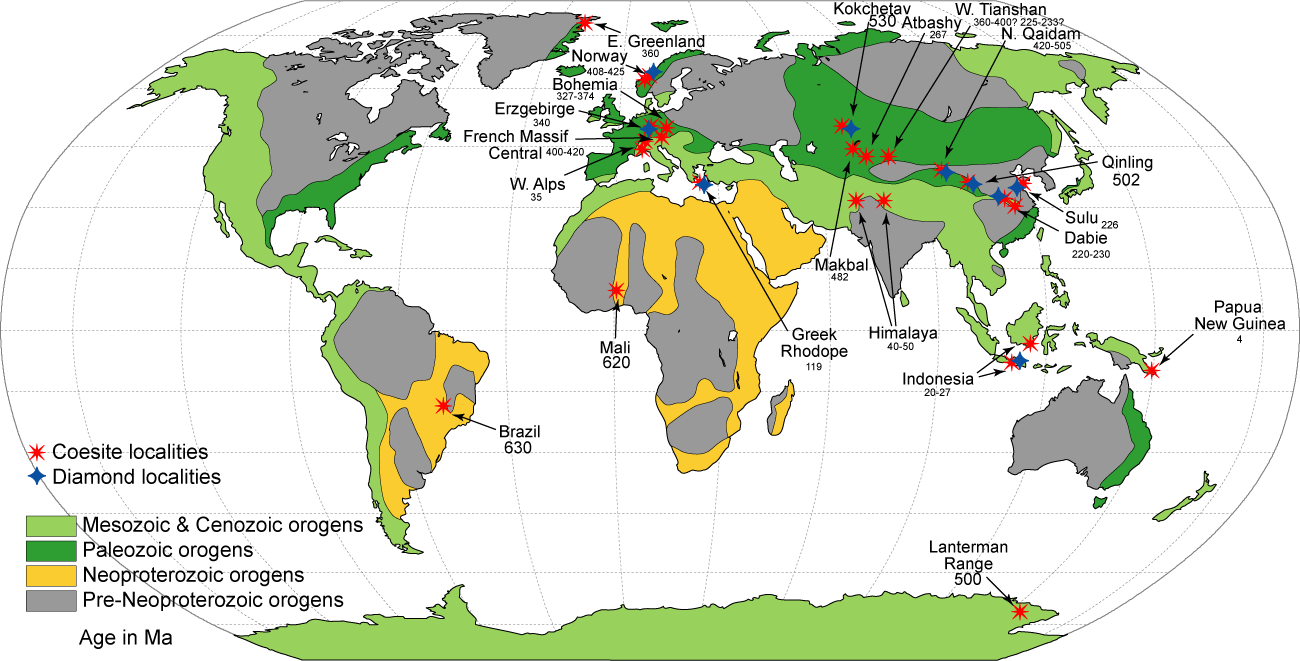 Kokchetav
530
Atbashy
267
W. Tianshan
360-400? 225-233?
N. Qaidam
420-505
E. Greenland
360
Norway
408-425
Bohemia
327-374
Erzgebirge
340
French Massif
Central 400-420
W. Alps
35
Qinling
502
Sulu 226
Dabie
220-230
Makbal
482
Himalaya
40-50
Greek
Rhodope
119
Mali
620
Indonesia
20-27
Papua
New Guinea
4
Brazil
630
Lanterman
Range
500
Coesite localities
Diamond localities
Mesozoic & Cenozoic orogens
Paleozoic orogens
Neoproterozoic orogens
Pre-Neoproterozoic orogens
Age in Ma